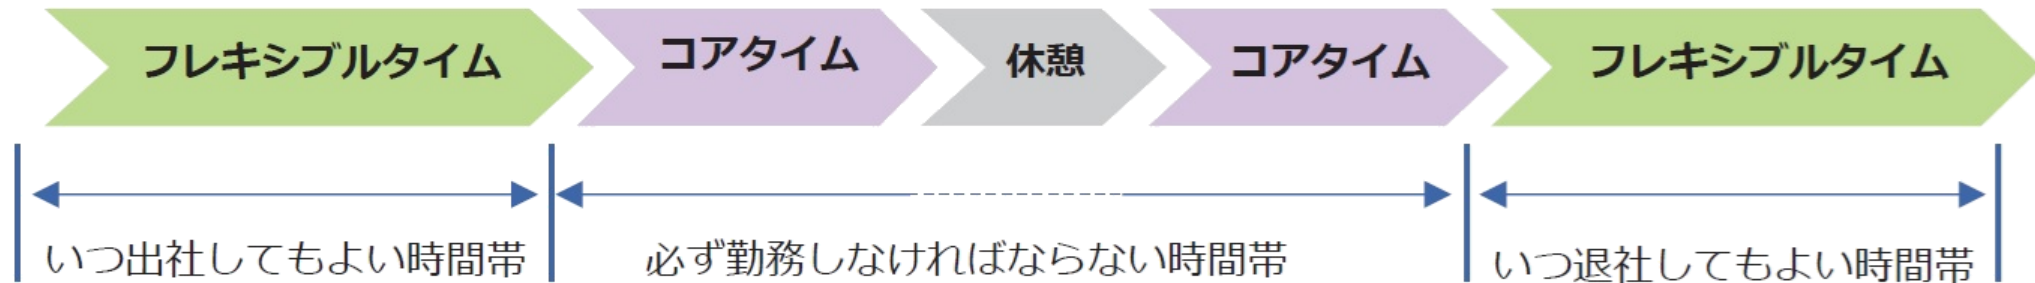 フレキシブルタイム
コアタイム
休憩
コアタイム
フレキシブルタイム
いつ出社してもよい時間帯
必ず勤務しなければならない時間帯
いつ退社してもよい時間帯